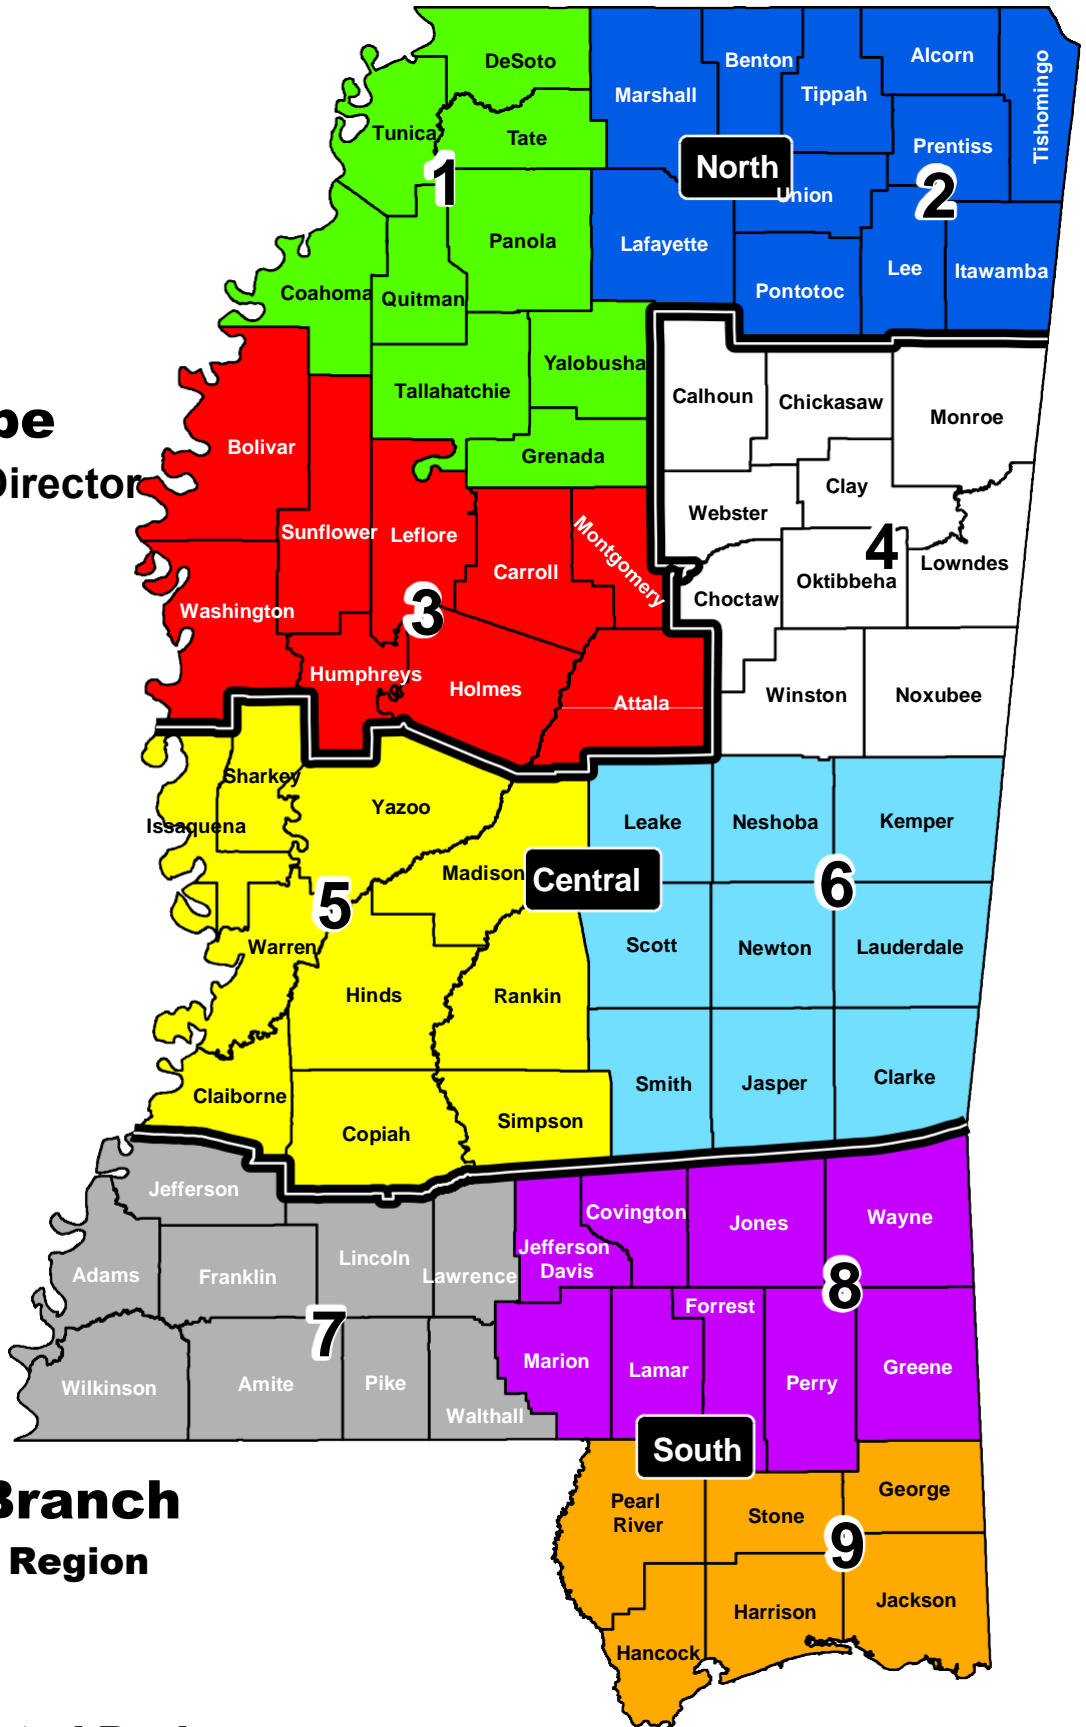 DeSoto
Marshall
Benton
Tippah
Alcorn
Tishomingo
Tunica
Tate
1
North
Prentiss
2
Union
Panola
Lafayette
Lee
Itawamba
Coahoma
Quitman
Pontotoc
Tallahatchie
Yalobusha
Calhoun
Chickasaw
Monroe
be
Director
Bolivar
Grenada
Clay
Webster
Sunflower
Leflore
Montgomery
4
Lowndes
Carroll
Oktibbeha
Choctaw
Washington
3
Humphreys
Holmes
Attala
Winston
Noxubee
Sharkey
Yazoo
Issaquena
Leake
Neshoba
Kemper
Madison
Central
6
5
Warren
Scott
Newton
Lauderdale
Hinds
Rankin
Claiborne
Smith
Jasper
Clarke
Copiah
Simpson
Jefferson
Covington
Jones
Wayne
Adams
Franklin
Lincoln
Lawrence
Jefferson
Davis
8
7
Forrest
Marion
Lamar
Perry
Greene
Wilkinson
Amite
Pike
Walthall
South
Branch
Region
Pearl
River
Stone
George
9
Harrison
Jackson
Hancock